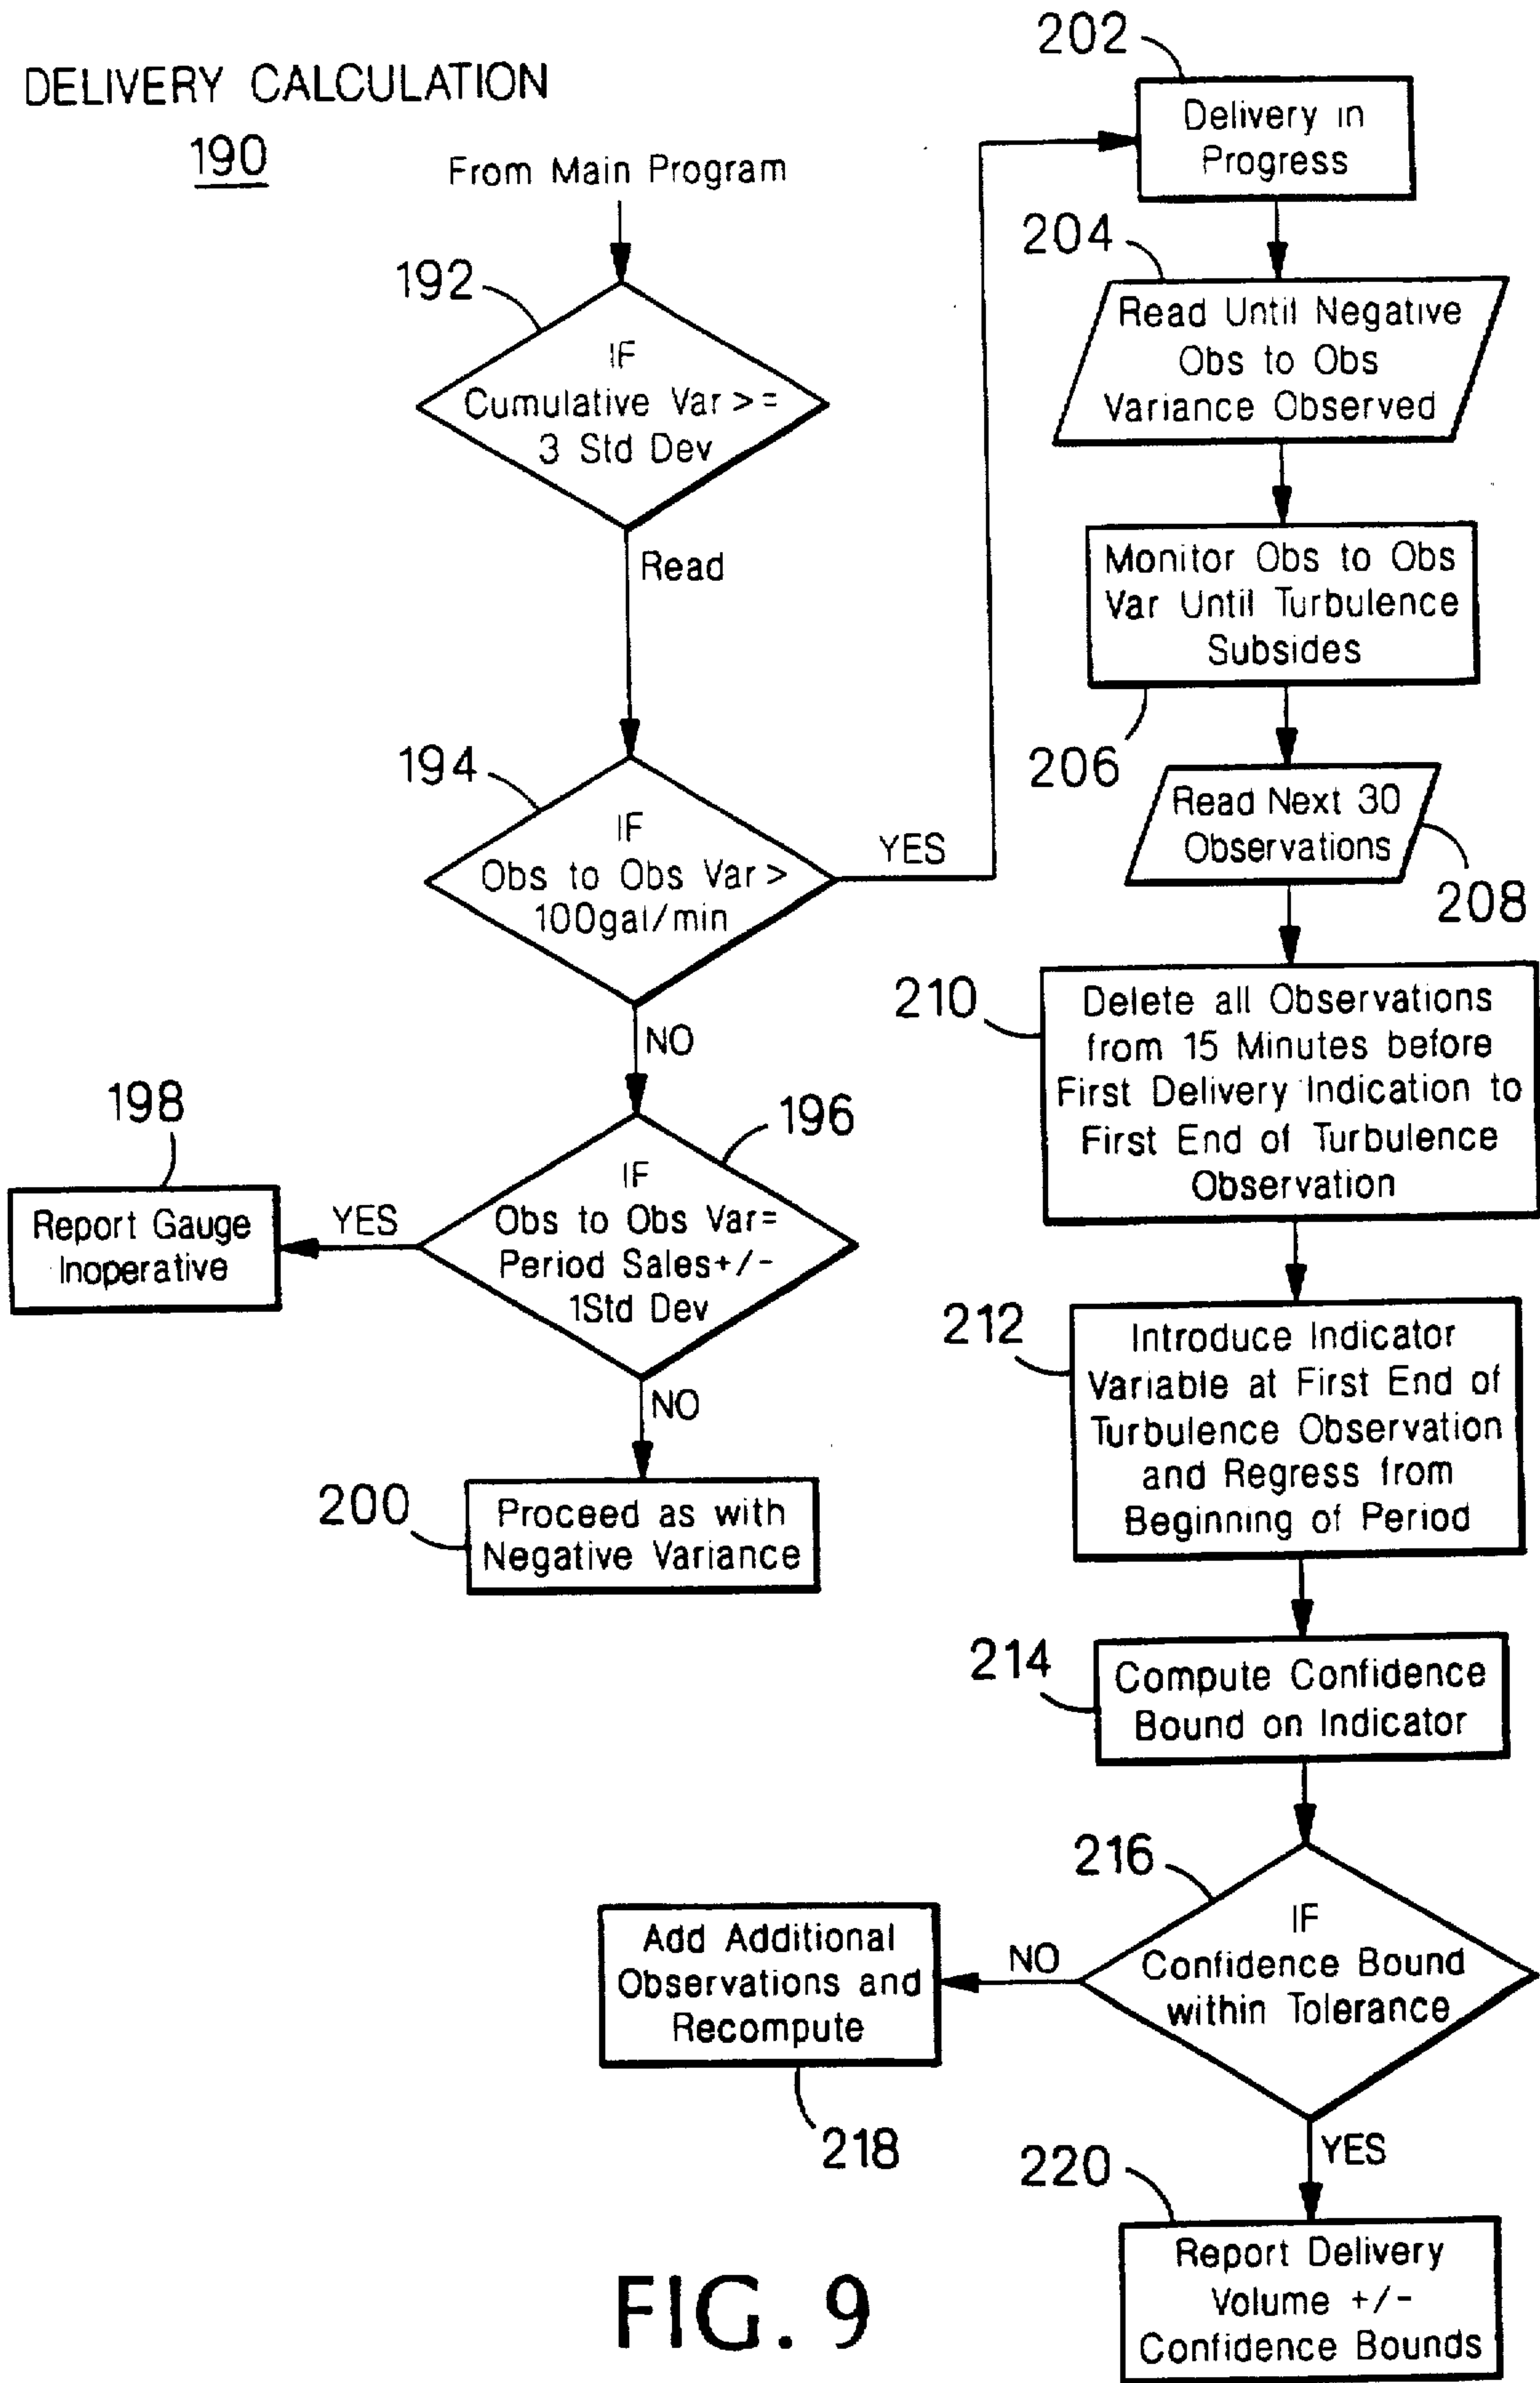 DELIVERY CALCULATION
190
From Main Program
192
IF
Cumulative Var >=
3 Std Dev
Read
194
IF
Obs to Obs Var >
100gal/min
YES
NO
196
IF
Obs to Obs Var=
Period Sales+/-
1Std Dev
YES
198
Report Gauge
Inoperative
NO
200
Proceed as with
Negative Variance
202
Delivery in
Progress
204
Read Until Negative
Obs to Obs
Variance Observed
Monitor Obs to Obs
Var Until Turbulence
Subsides
206
Read Next 30
Observations
208
210
Delete all Observations
from 15 Minutes before
First Delivery Indication to
First End of Turbulence
Observation
212
Introduce Indicator
Variable at First End of
Turbulence Observation
and Regress from
Beginning of Period
214
Compute Confidence
Bound on Indicator
216
IF
Confidence Bound
within Tolerance
NO
Add Additional
Observations and
Recompute
218
YES
220
Report Delivery
Volume +/-
Confidence Bounds
FIG. 9